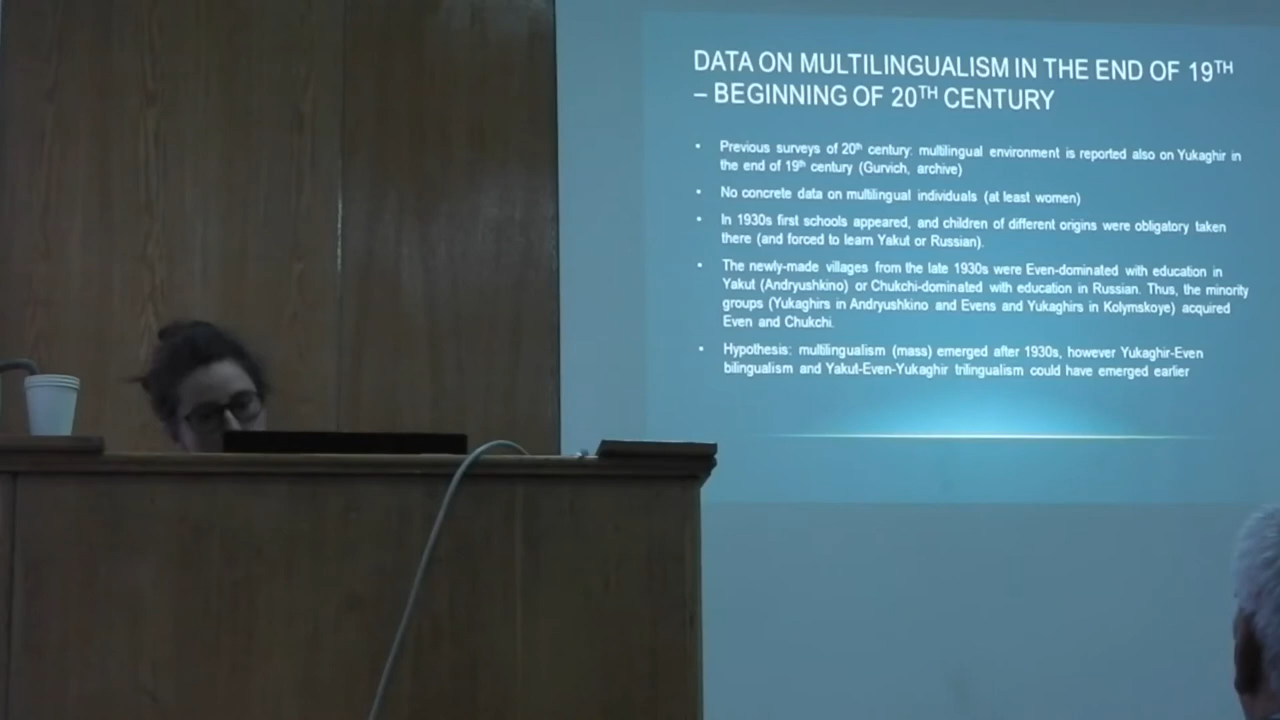 DATA ON MULTILINGUALISM IN THE END OF 19TH
– BEGINNING OF 20TH CENTURY
• Previous surveys of 20th century: multilingual environment is reported also on Yukaghir in
the end of 19th century (Gurvich, archive)
• No concrete data on multilingual individuals (at least women)
• In 1930s first schools appeared, and children of different origins were obligatory taken
there (and forced to learn Yakut or Russian).
• The newly-made villages from the late 1930s were Even-dominated with education in
Yakut (Andryushkino) or Chukchi-dominated with education in Russian. Thus, the minority
groups (Yukaghirs in Andryushkino and Evens and Yukaghirs in Kolymskoye) acquired
Even and Chukchi.
• Hypothesis: multilingualism (mass) emerged after 1930s, however Yukaghir-Even
bilingualism and Yakut-Even-Yukaghir trilingualism could have emerged earlier